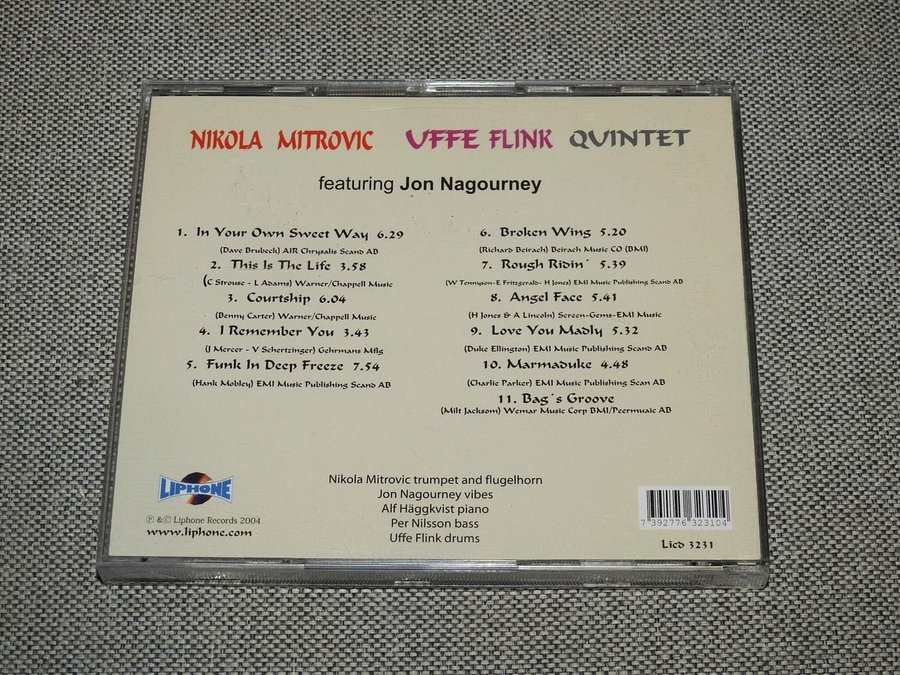 NIKOLA MITROVIC UFFE FLINK QUINTET
featuring Jon Nagourney
1. In Your Own Sweet Way 6.29
(Dave Brubeck) AIR Chrysalis Scand AB
2. This Is The Life 3.58
(C Strouse - L Adams) Warner/Chappell Music
3. Courtship 6.04
(Benny Carter) Warner/Chappell Music
4. I Remember You 3.43
(J Mercer - V Schertzinger) Gehrmans Mflg
5. Funk In Deep Freeze 7.54
(Hank Mobley) EMI Music Publishing Scand AB
6. Broken Wing 5.20
(Richard Beirach) Beirach Music CO (BMI)
7. Rough Ridin´ 5.39
(W Tennyson-E Fritzgerald- H Jones) EMI Music Publishing Scand AB
8. Angel Face 5.41
(H Jones & A Lincoln) Screen-Gems-EMI Music
9. Love You Madly 5.32
(Duke Ellington) EMI Music Publishing Scand AB
10. Marmaduke 4.48
(Charlie Parker) EMI Music Publishing Scan AB
11. Bag´s Groove
(Milt Jacksom) Wemar Music Corp BMI/Peermuaic AB
LIPHONE
℗ &© Liphone Records 2004
www.liphone.com
Nikola Mitrovic trumpet and flugelhorn
Jon Nagourney vibes
Alf Häggkvist piano
Per Nilsson bass
Uffe Flink drums
7 392776 323104
Licd 3231